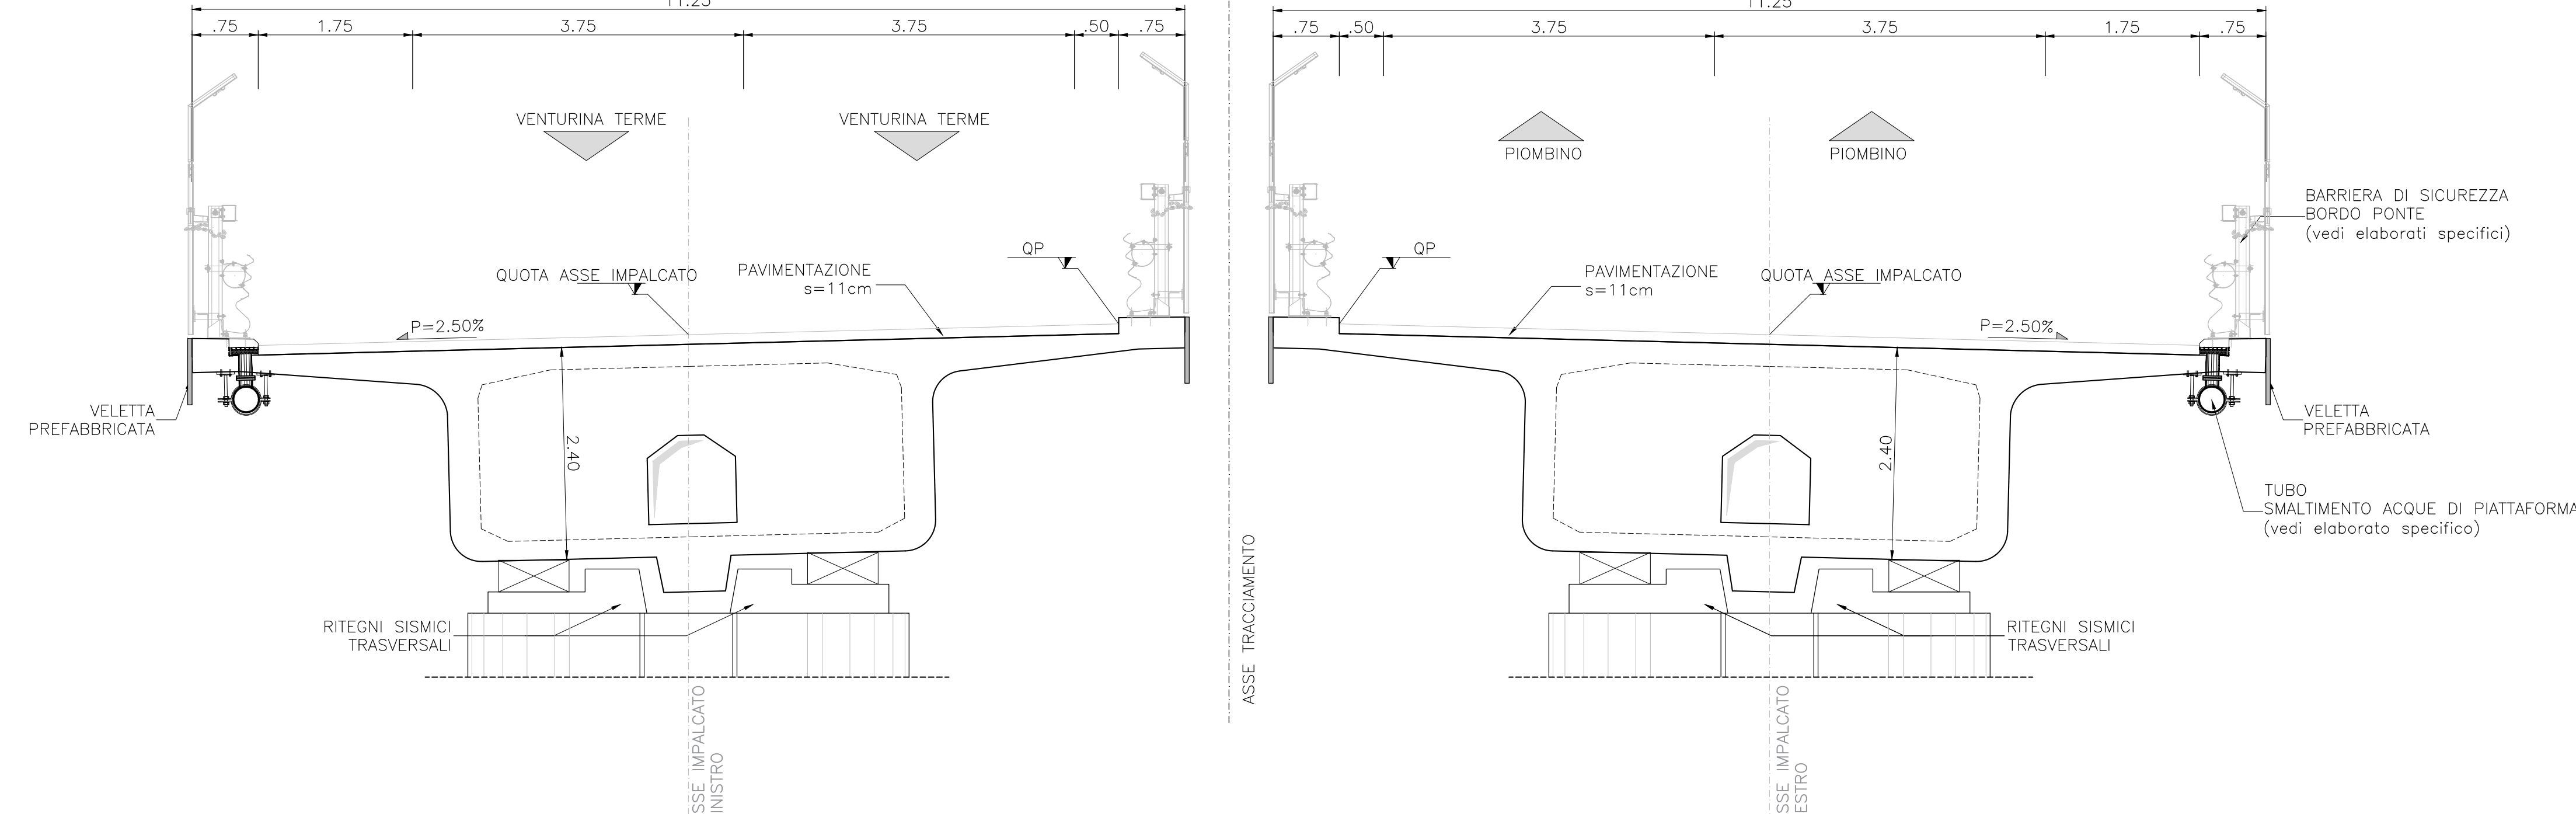 11.25
11.25
.75
1.75
3.75
3.75
.50
.75
.75
.50
3.75
3.75
1.75
.75
VENTURINA TERME
VENTURINA TERME
PIOMBINO
PIOMBINO
BARRIERA DI SICUREZZA
BORDO PONTE
(vedi elaborati specifici)
QP
QP
QUOTA ASSE IMPALCATO
PAVIMENTAZIONE
s=11cm
PAVIMENTAZIONE
s=11cm
QUOTA ASSE IMPALCATO
P=2.50%
P=2.50%
VELETTA
PREFABBRICATA
2.40
2.40
VELETTA
PREFABBRICATA
TUBO
SMALTIMENTO ACQUE DI PIATTAFORMA
(vedi elaborato specifico)
ASSE TRACCIAMENTO
RITEGNI SISMICI
TRASVERSALI
RITEGNI SISMICI
TRASVERSALI
SSE IMPALCATO
INISTRO
SSE IMPALCATO
ESTRO